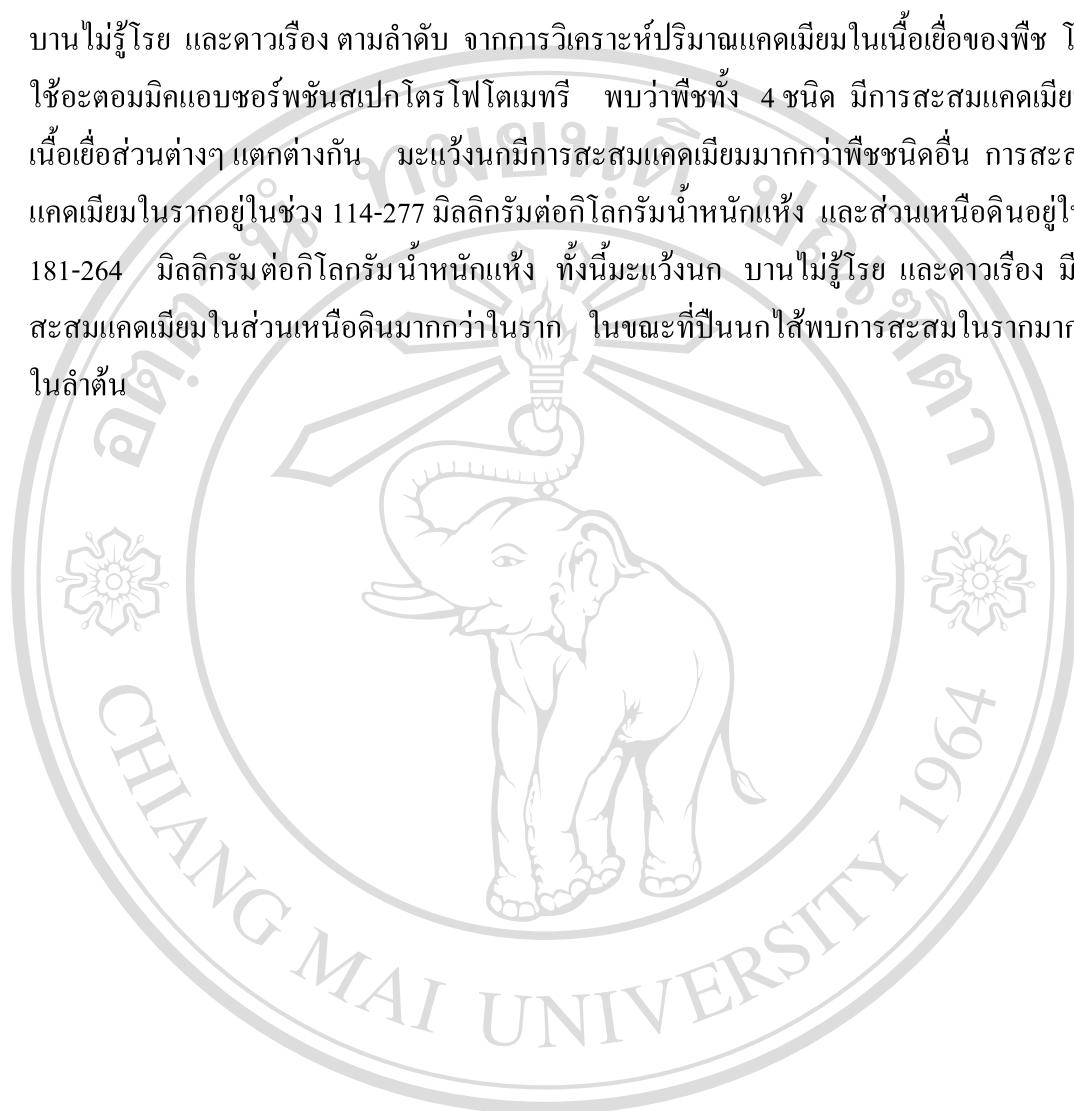 บานไม่รู้โรย และดาวเรือง ตามลำดับ จากการวิเคราะห์ปริมาณแคดเมียมในเนื้อเยื่อของพืช
ใช้อะตอมมิคแอบซอร์พชันสเปกโตรโฟโตเมทรี พบว่าพืชทั้ง 4 ชนิด มีการสะสมแคดเมีย
เนื้อเยื่อส่วนต่างๆ แตกต่างกัน มะแว้งนกมีการสะสมแคดเมียมมากกว่าพืชชนิดอื่น การสะส
แคดเมียมในรากอยู่ในช่วง 114-277 มิลลิกรัมต่อกิโลกรัมน้ำหนักแห้ง และส่วนเหนือดินอยู่ใ
181-264 มิลลิกรัมต่อกิโลกรัมน้ำหนักแห้ง ทั้งนี้มะแว้งนก บานไม่รู้โรย และดาวเรือง มี
สะสมแคดเมียมในส่วนเหนือดินมากกว่าในราก ในขณะที่ปืนนกไส้พบการสะสมในรากมาก
ในลำต้น
อตฺตานํ ทมยนฺติ ปณฺฑิตา
CHIANG MAI UNIVERSITY 1964